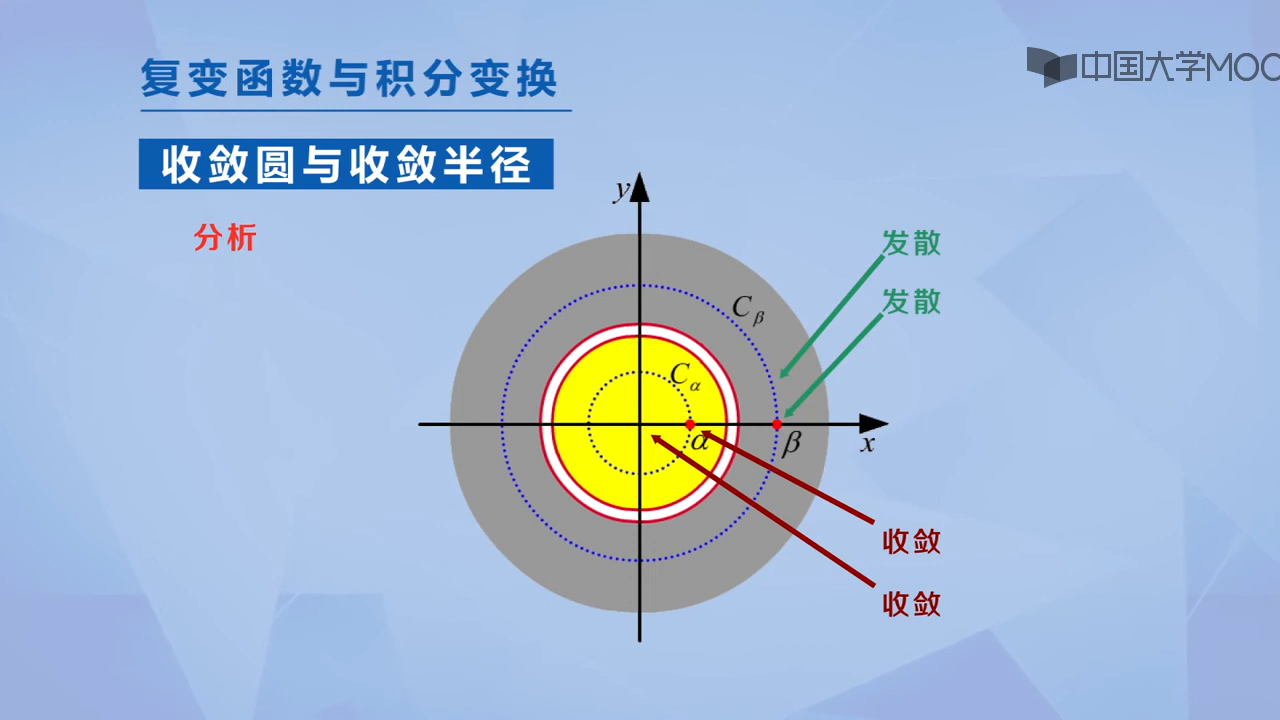 复变函数与积分变换
中国大学MOO
收敛圆与收敛半径
分析
y
发散
发散
Cβ
Cα
α
β
x
收敛
收敛